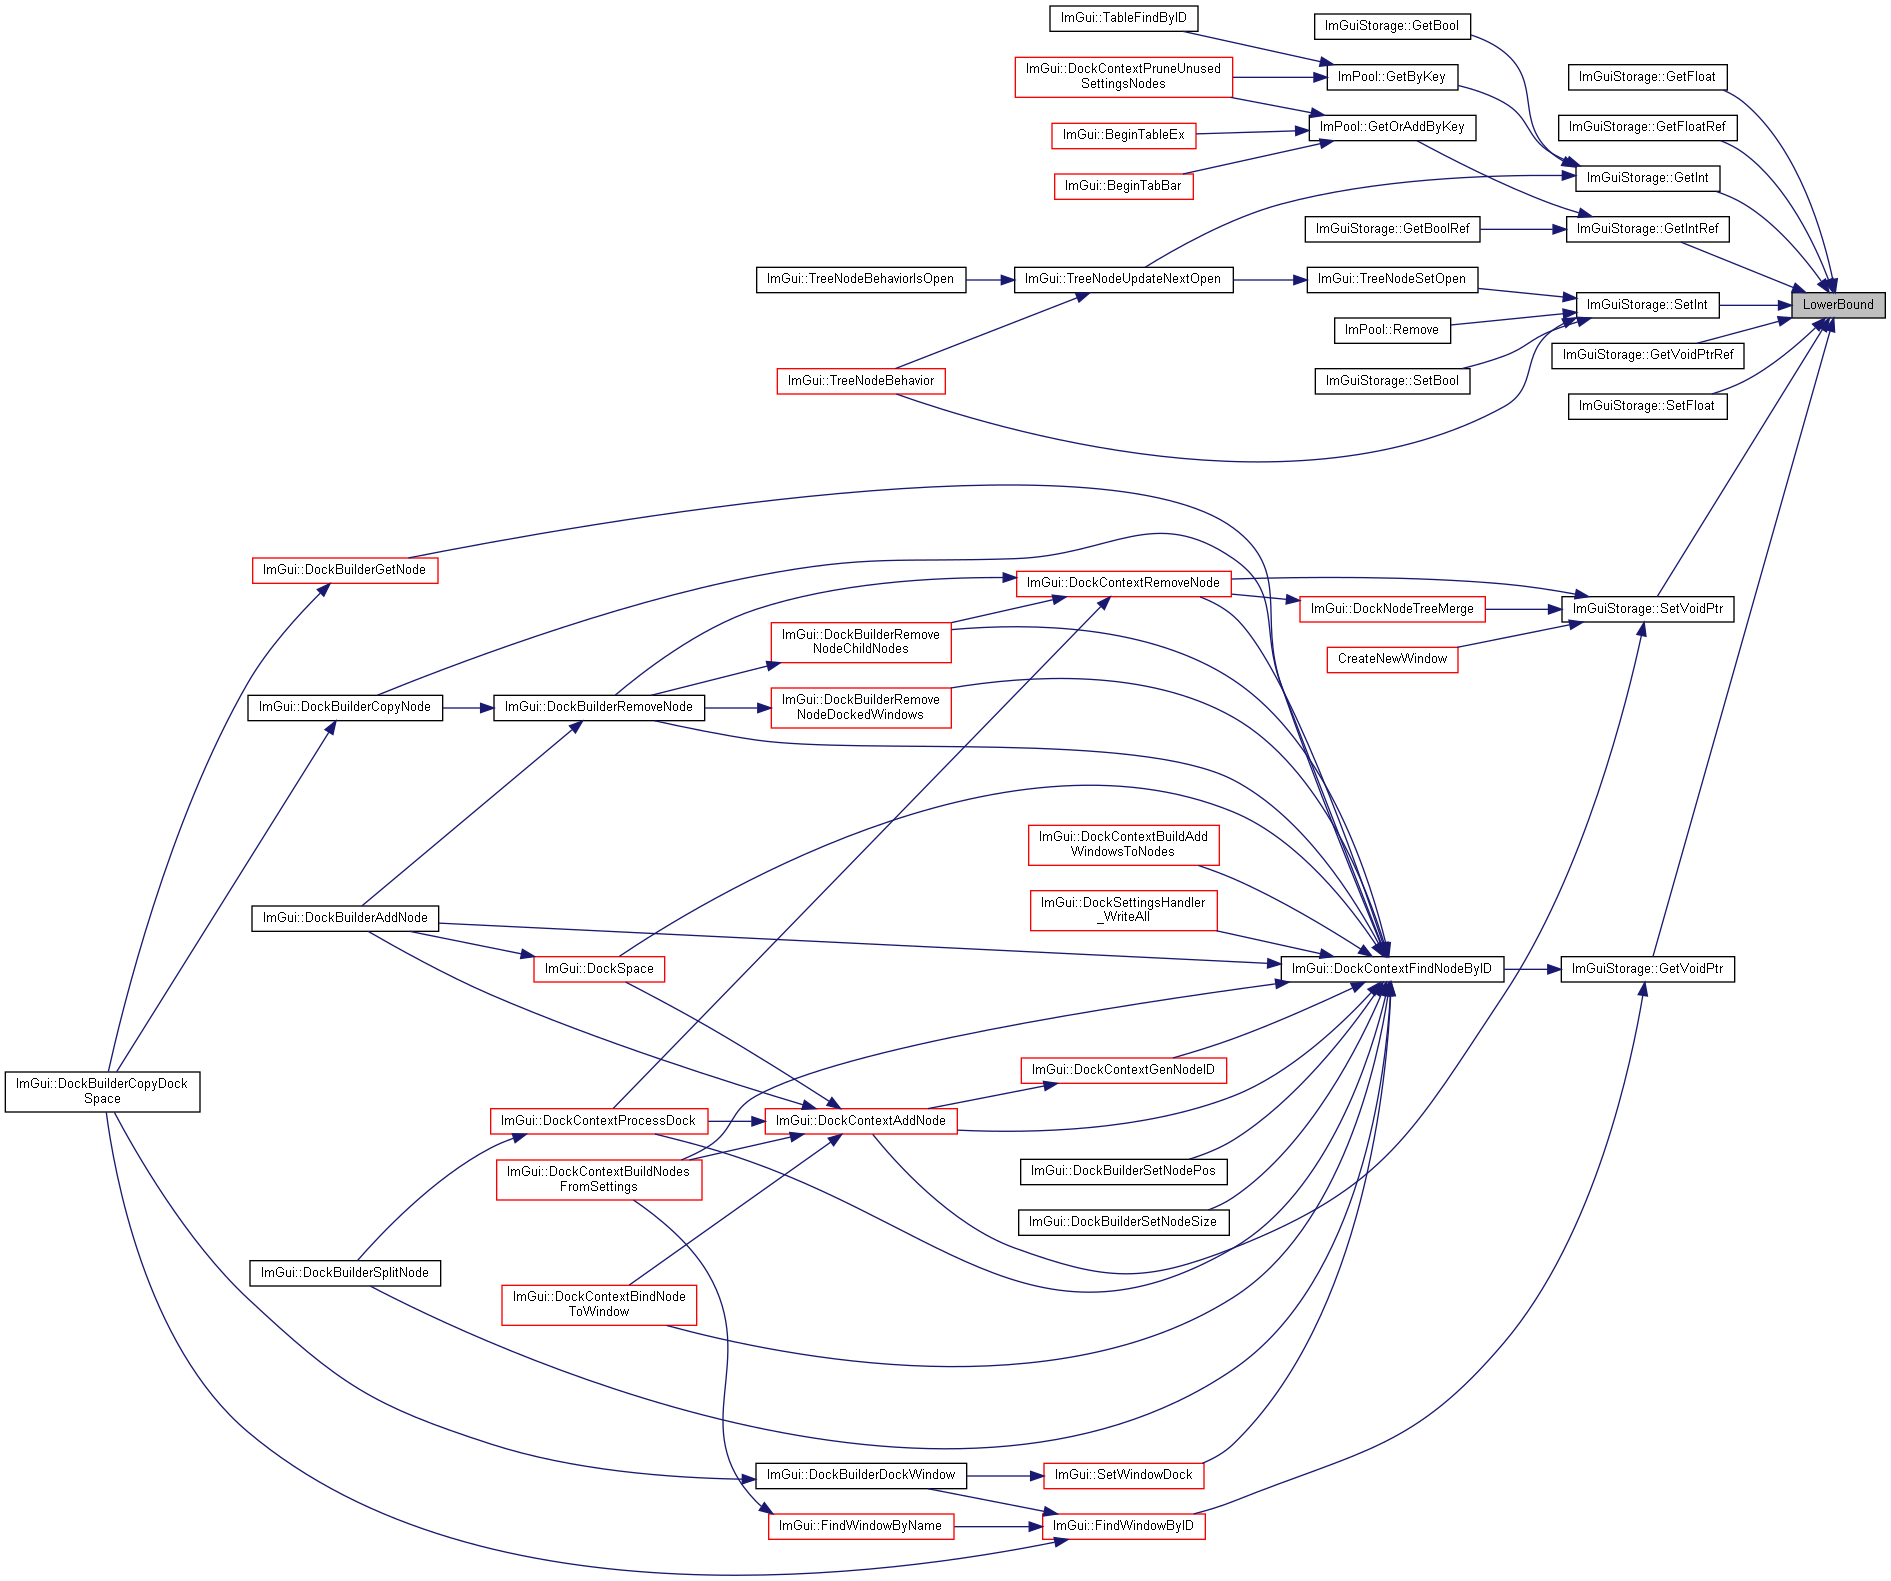 ImGui::TableFindByID
ImGuiStorage::GetBool
ImGui::DockContextPruneUnused
SettingsNodes
ImPool::GetByKey
ImGuiStorage::GetFloat
ImGui::BeginTableEx
ImPool::GetOrAddByKey
ImGuiStorage::GetFloatRef
ImGui::BeginTabBar
ImGuiStorage::GetInt
ImGuiStorage::GetBoolRef
ImGuiStorage::GetIntRef
ImGui::TreeNodeBehaviorIsOpen
ImGui::TreeNodeUpdateNextOpen
ImGui::TreeNodeSetOpen
ImGuiStorage::SetInt
LowerBound
ImPool::Remove
ImGuiStorage::GetVoidPtrRef
ImGui::TreeNodeBehavior
ImGuiStorage::SetBool
ImGuiStorage::SetFloat
ImGui::DockBuilderGetNode
ImGui::DockContextRemoveNode
ImGui::DockNodeTreeMerge
ImGuiStorage::SetVoidPtr
ImGui::DockBuilderRemove
NodeChildNodes
CreateNewWindow
ImGui::DockBuilderCopyNode
ImGui::DockBuilderRemoveNode
ImGui::DockBuilderRemove
NodeDockedWindows
ImGui::DockContextBuildAdd
WindowsToNodes
ImGui::DockSettingsHandler
_WriteAll
ImGui::DockBuilderAddNode
ImGui::DockSpace
ImGui::DockContextFindNodeByID
ImGuiStorage::GetVoidPtr
ImGui::DockContextGenNodeID
ImGui::DockBuilderCopyDock
Space
ImGui::DockContextProcessDock
ImGui::DockContextAddNode
ImGui::DockContextBuildNodes
FromSettings
ImGui::DockBuilderSetNodePos
ImGui::DockBuilderSetNodeSize
ImGui::DockBuilderSplitNode
ImGui::DockContextBindNode
ToWindow
ImGui::DockBuilderDockWindow
ImGui::SetWindowDock
ImGui::FindWindowByName
ImGui::FindWindowByID